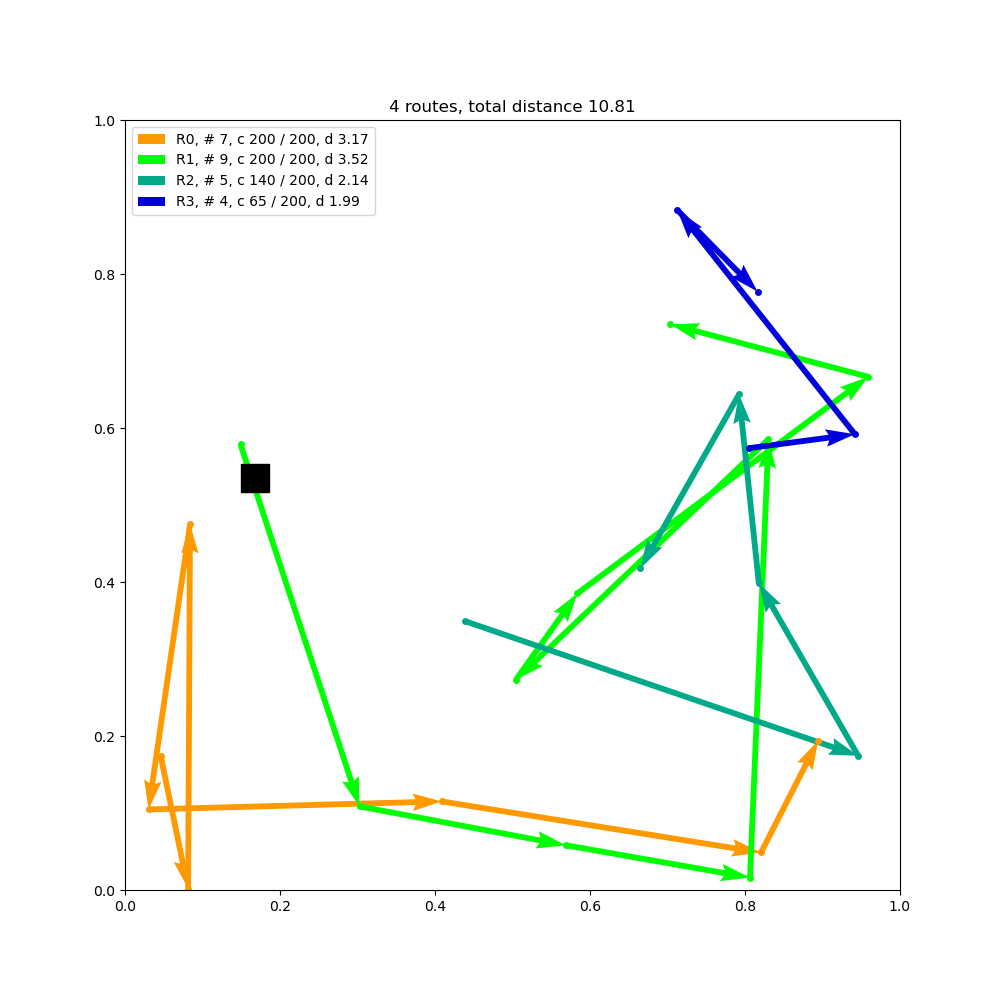 4 routes, total distance 10.81
R0, # 7, c 200 / 200, d 3.17
R1, # 9, c 200 / 200, d 3.52
R2, # 5, c 140 / 200, d 2.14
R3, # 4, c 65 / 200, d 1.99
1.0
0.8
0.6
0.4
0.2
0.0
0.0 0.2 0.4 0.6 0.8 1.0